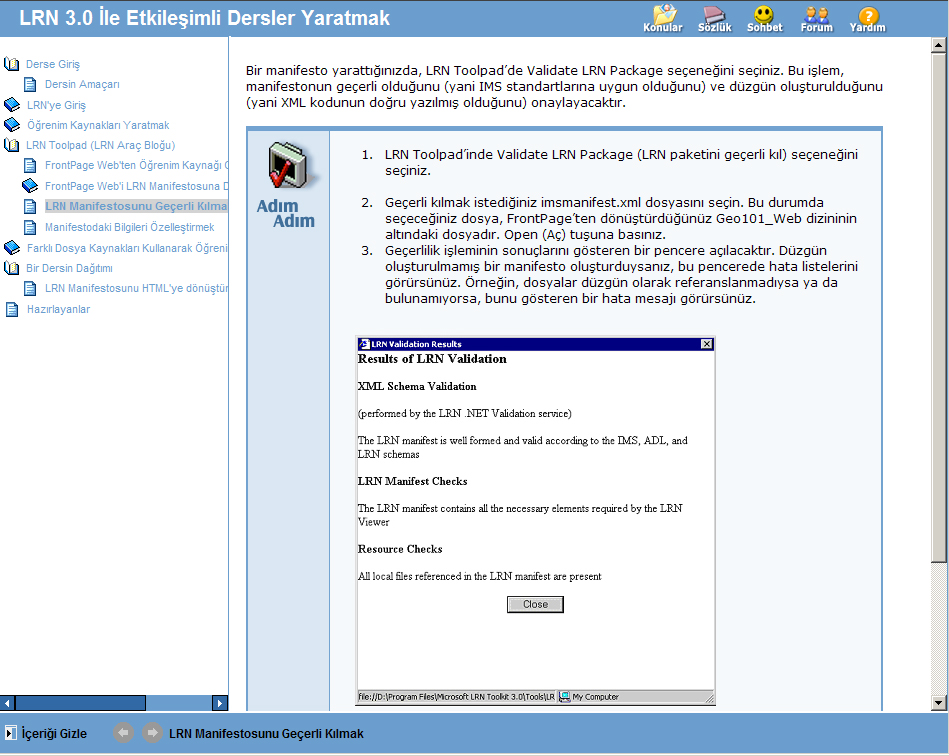 LRN 3.0 İle Etkileşimli Dersler Yaratmak
Konular
Sözlük
Sohbet
Forum
Yardım
Derse Giriş
Dersin Amaçarı
LRN'ye Giriş
Öğrenim Kaynakları Yaratmak
LRN Toolpad (LRN Araç Bloğu)
FrontPage Web'ten Öğrenim Kaynağı
FrontPage Web'i LRN Manifestosuna
LRN Manifestosunu Geçerli Kılma
Manifestodaki Bilgileri Özelleştirmek
Farklı Dosya Kaynakları Kullanarak Öğreni
Bir Dersin Dağıtımı
LRN Manifestosunu HTML'ye dönüştür
Hazırlayanlar
Bir manifesto yarattığınızda, LRN Toolpad´de Validate LRN Package seçeneğini seçiniz. Bu işlem,
manifestonun geçerli olduğunu (yani IMS standartlarına uygun olduğunu) ve düzgün oluşturulduğunu
(yani XML kodunun doğru yazılmış olduğunu) onaylayacaktır.
Adım
Adım
1. LRN Toolpad´inde Validate LRN Package (LRN paketini geçerli kıl) seçeneğini
seçiniz.
2. Geçerli kılmak istediğiniz imsmanifest.xml dosyasını seçin. Bu durumda
seçeceğiniz dosya, FrontPage´ten dönüştürdüğünüz Geo101_Web dizininin
altındaki dosyadır. Open (Aç) tuşuna basınız.
3. Geçerlilik işleminin sonuçlarını gösteren bir pencere açılacaktır. Düzgün
oluşturulmamış bir manifesto oluşturduysanız, bu pencerede hata listelerini
görürsünüz. Örneğin, dosyalar düzgün olarak referanslanmadıysa ya da
bulunamıyorsa, bunu gösteren bir hata mesajı görürsünüz.
LRN Validation Results
Results of LRN Validation
XML Schema Validation
(performed by the LRN .NET Validation service)
The LRN manifest is well formed and valid according to the IMS, ADL, and
LRN schemas
LRN Manifest Checks
The LRN manifest contains all the necessary elements required by the LRN
Viewer
Resource Checks
All local files referenced in the LRN manifest are present
Close
file://D:\Program Files\Microsoft LRN Toolkit 3.0\Tools\LR
My Computer
İçeriği Gizle
LRN Manifestosunu Geçerli Kılmak